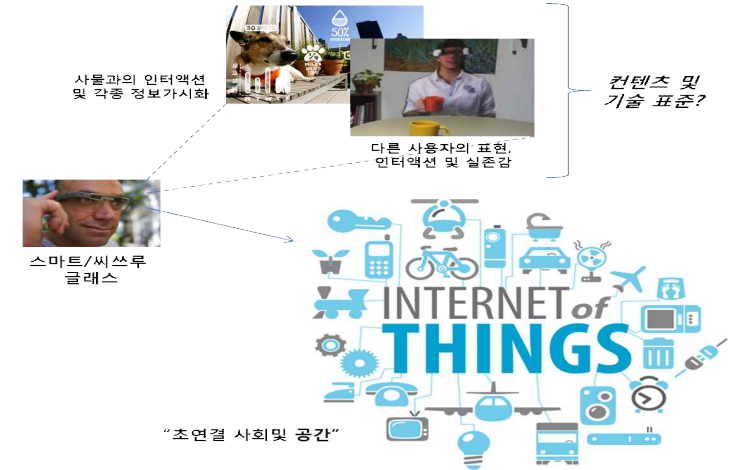 사물과의 인터액션
및 각종 정보가시화
50%
다른 사용자의 표현,
인터액션 및 실존감
컨텐츠 및
기술 표준?
스마트/씨쓰루
글래스
INTERNET of
THINGS
“초연결 사회및 공간”